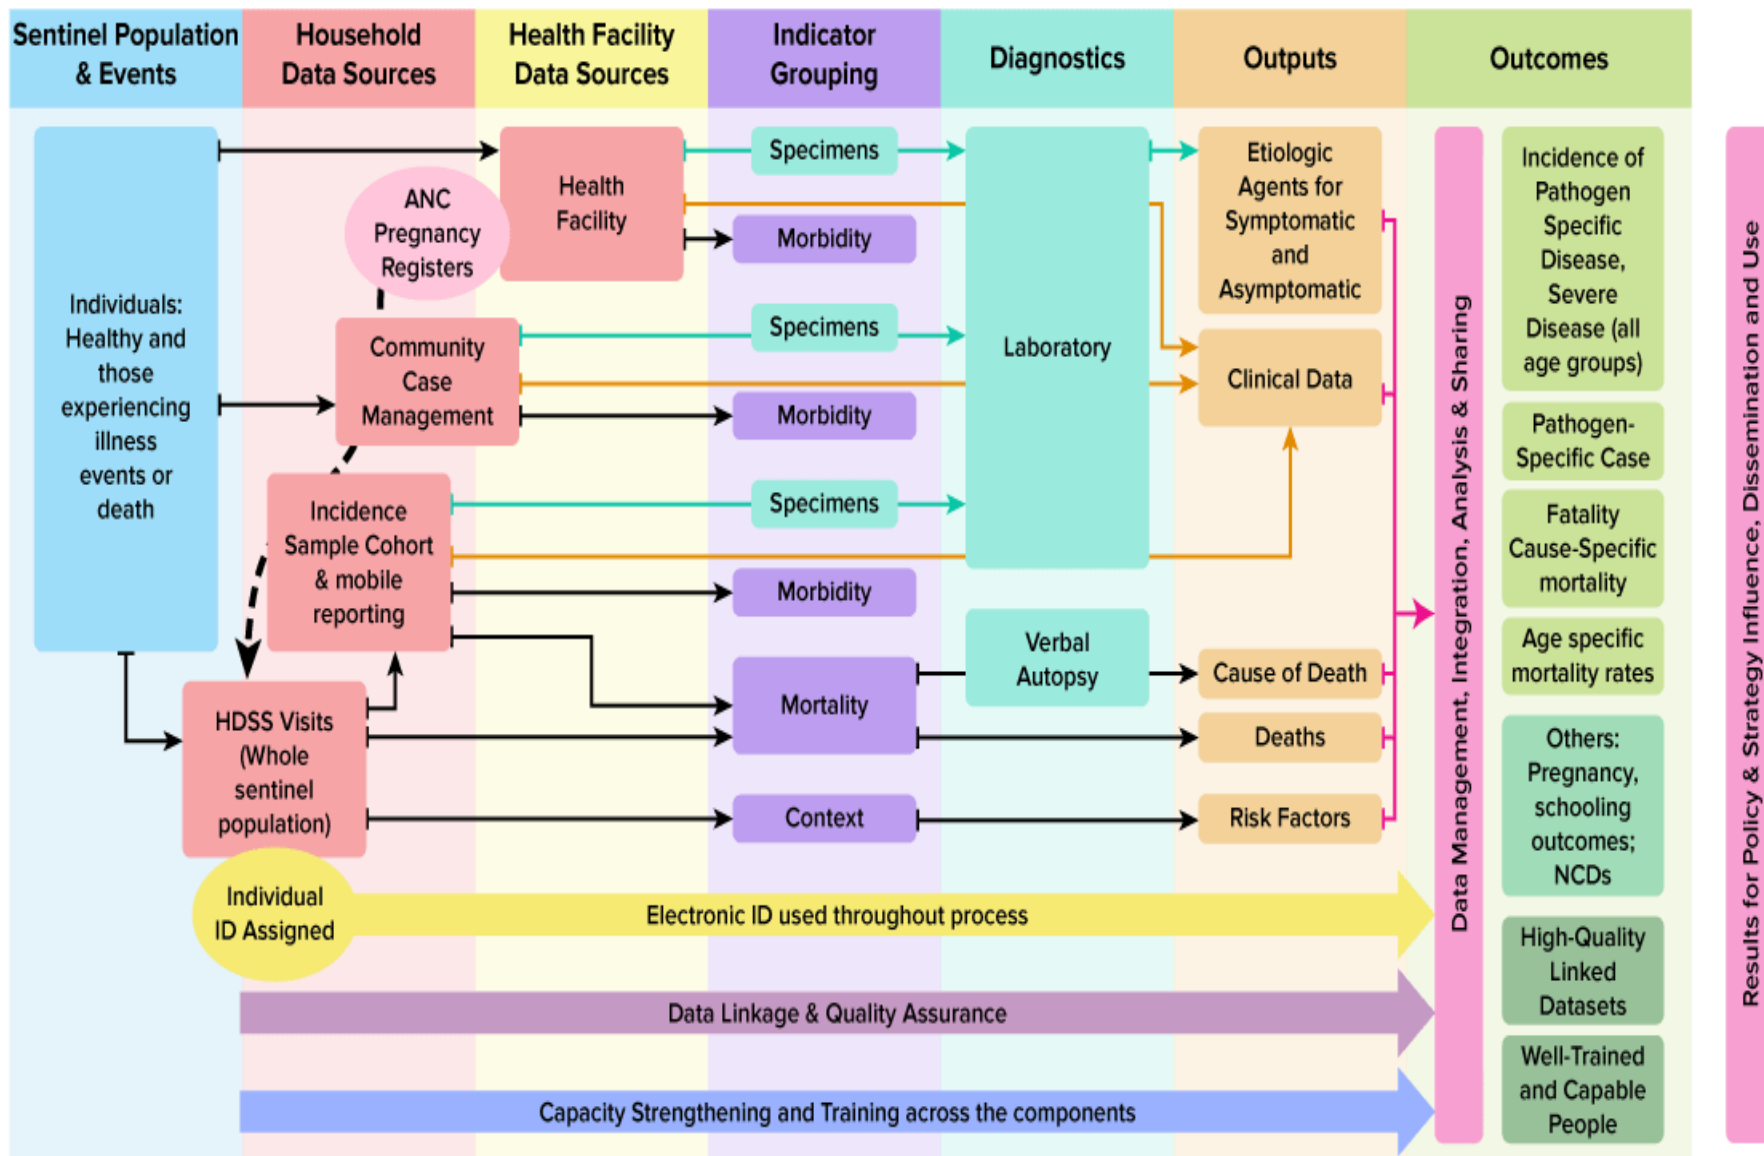 Sentinel Population
& Events
Household
Data Sources
Health Facility
Data Sources
Indicator
Grouping
Diagnostics
Outputs
Outcomes
Individuals:
Healthy and
those
experiencing
illness
events or
death
ANC
Pregnancy
Registers
Health
Facility
Community
Case
Management
Incidence
Sample Cohort
& mobile
reporting
HDSS Visits
(Whole
sentinel
population)
Individual
ID Assigned
Specimens
Morbidity
Specimens
Morbidity
Specimens
Morbidity
Mortality
Context
Laboratory
Verbal
Autopsy
Etiologic
Agents for
Symptomatic
and
Asymptomatic
Clinical Data
Cause of Death
Deaths
Risk Factors
Electronic ID used throughout process
Data Linkage & Quality Assurance
Capacity Strengthening and Training across the components
Data Management, Integration, Analysis & Sharing
Incidence of
Pathogen
Specific
Disease,
Severe
Disease (all
age groups)
Pathogen-
Specific Case
Fatality
Cause-Specific
mortality
Age specific
mortality rates
Others:
Pregnancy,
schooling
outcomes;
NCDs
High-Quality
Linked
Datasets
Well-Trained
and Capable
People
Results for Policy & Strategy Influence, Dissemination and Use